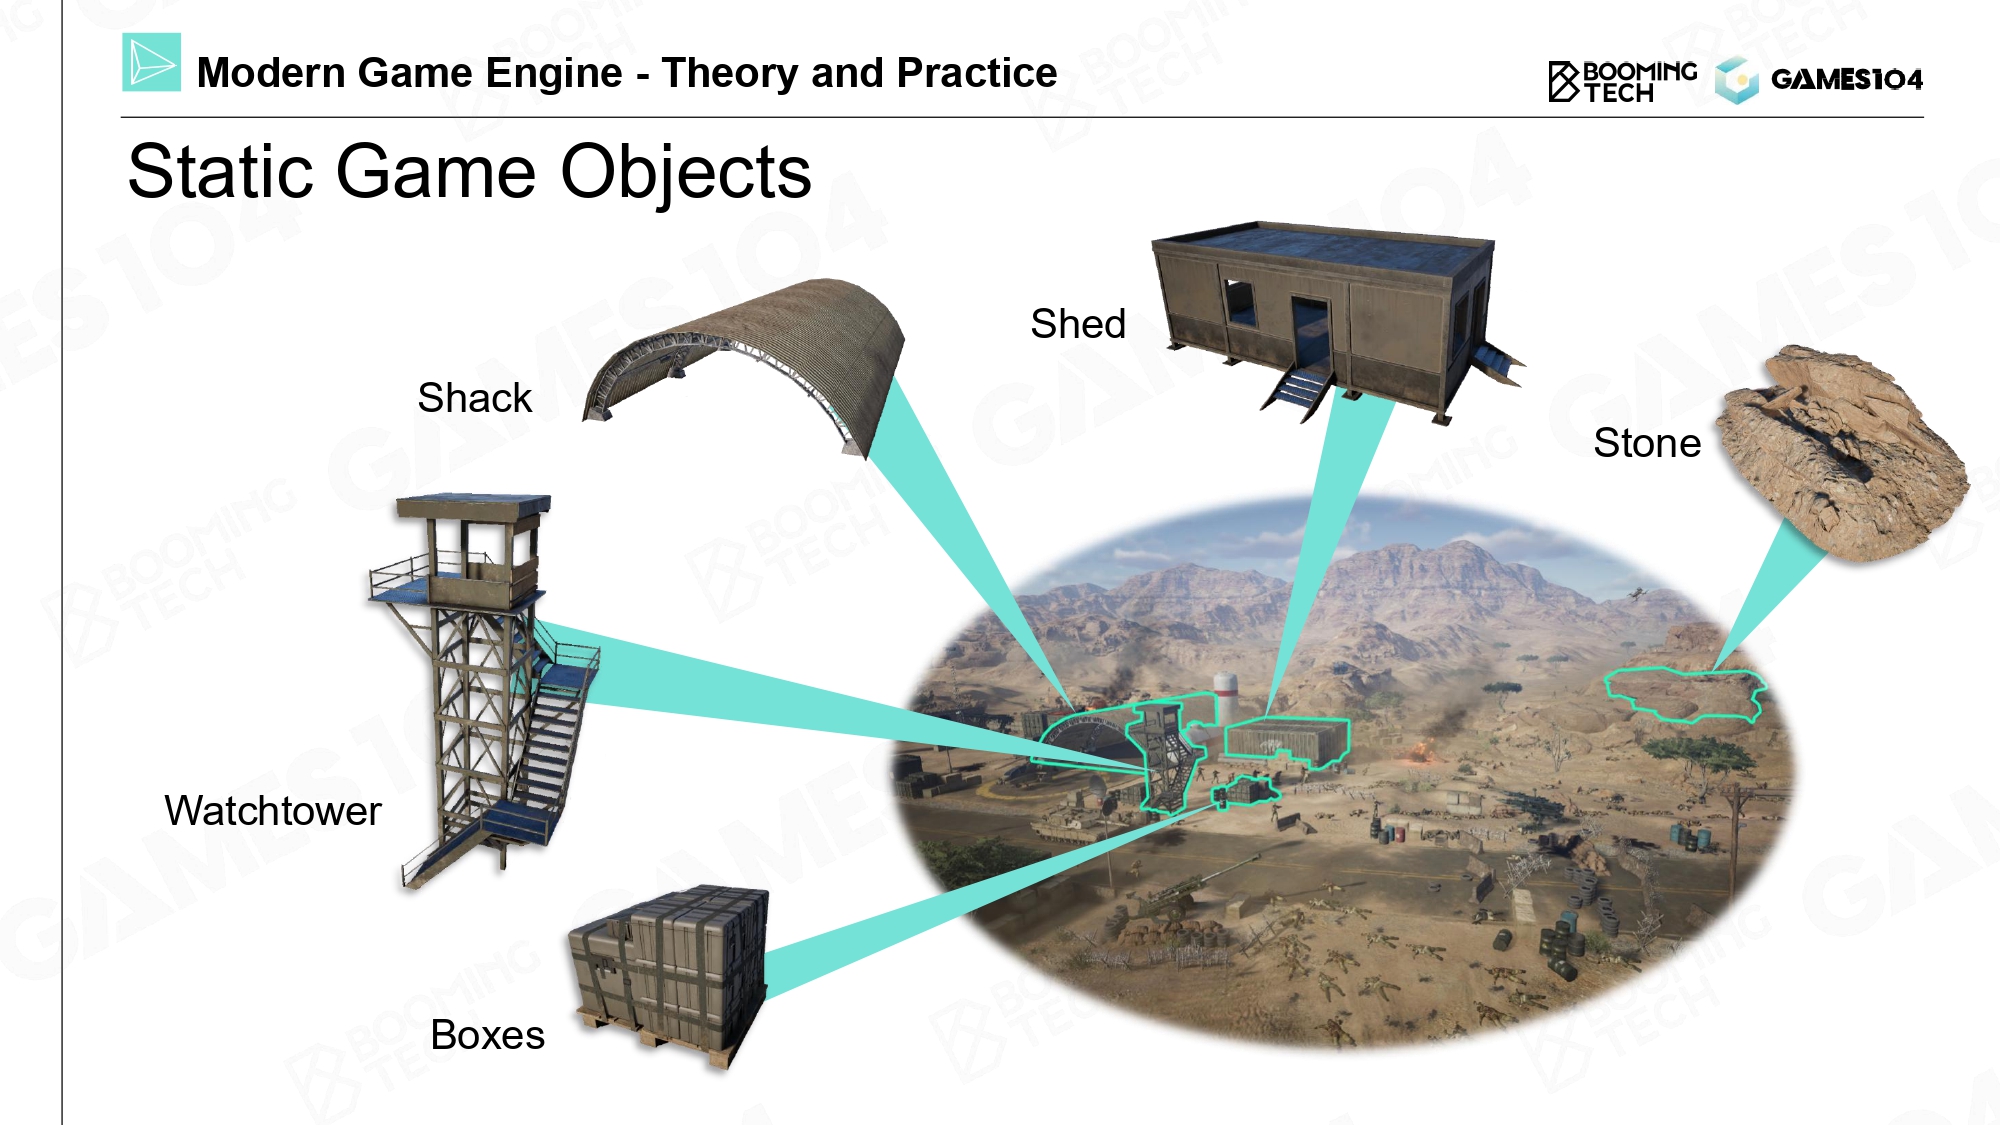 Modern Game Engine - Theory and Practice
BOOMING
TECH
GAMES104
Static Game Objects
Shed
Shack
Stone
Watchtower
Boxes